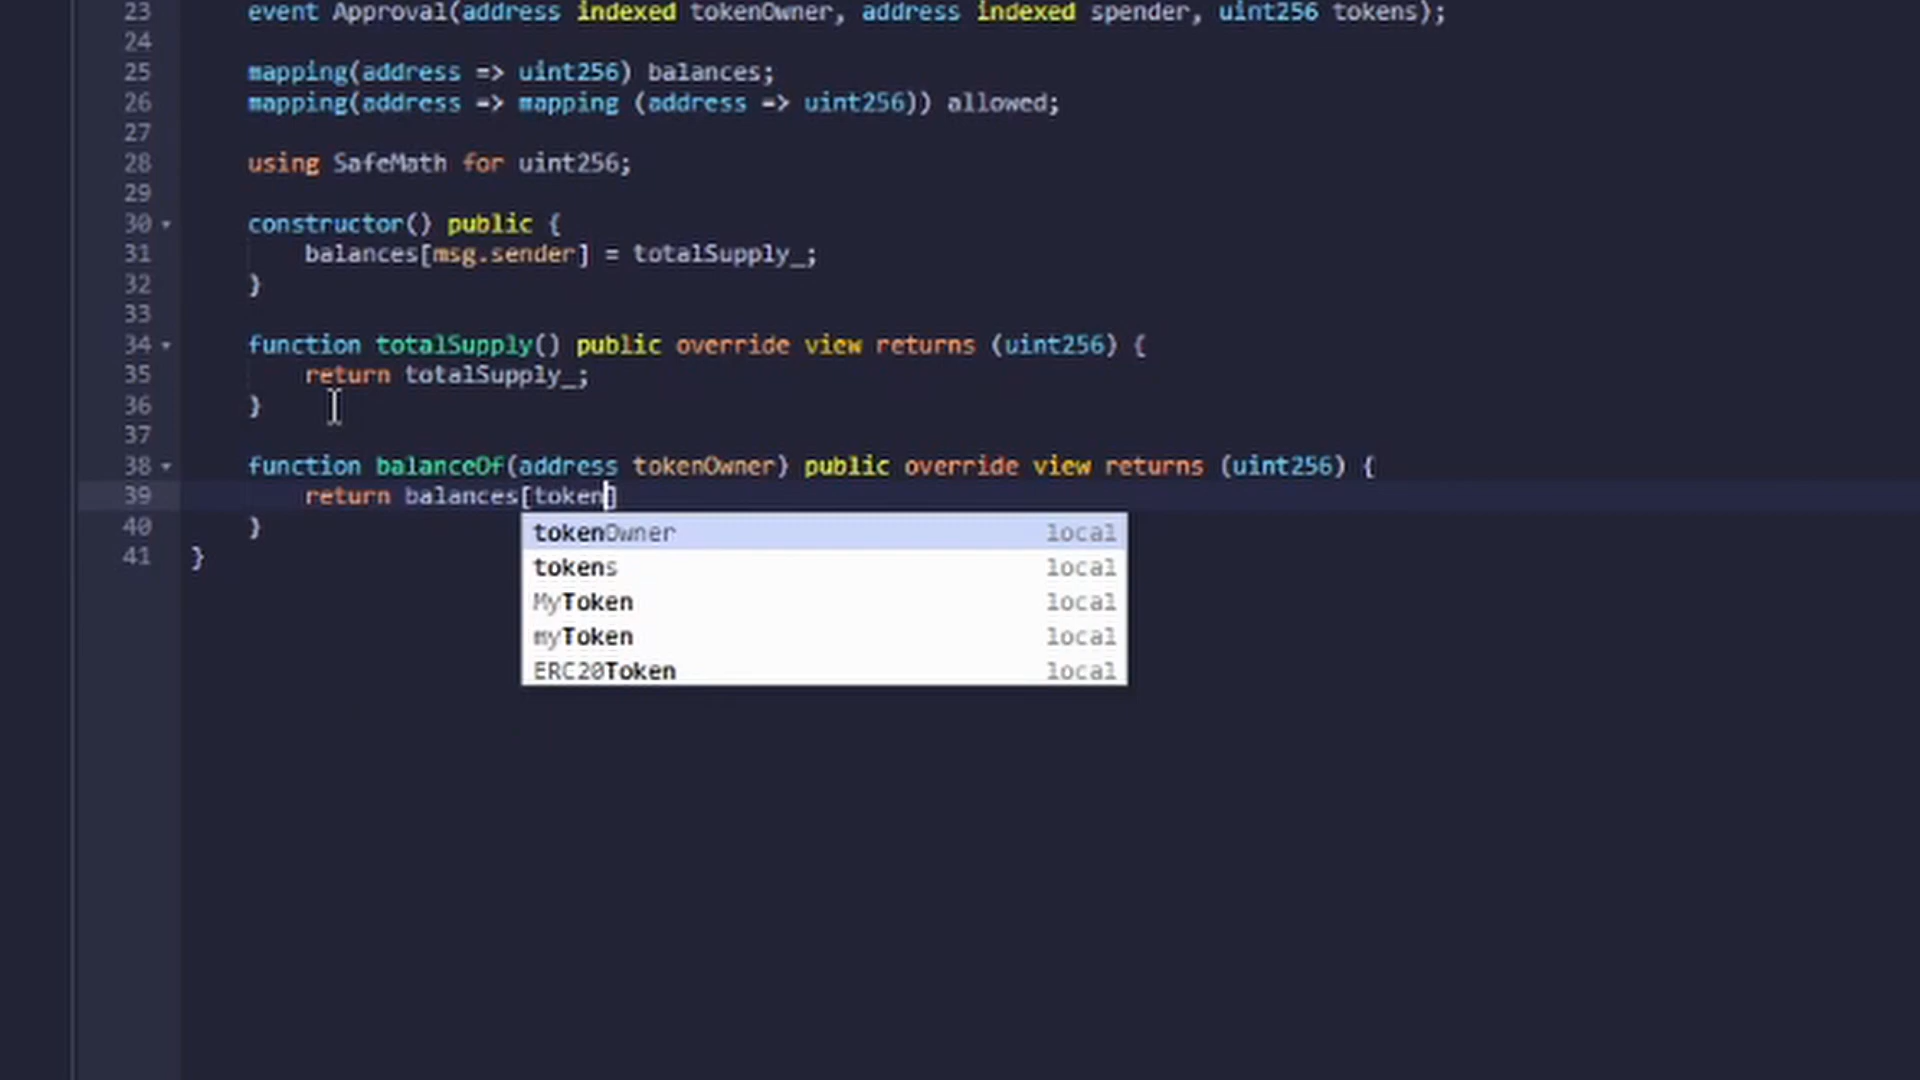 23 event Approval(address indexed tokenOwner, address indexed spender, uint256 tokens);
24
25 mapping(address => uint256) balances;
26 mapping(address => mapping (address => uint256)) allowed;
27
28 using SafeMath for uint256;
29
30 constructor() public {
31 balances[msg.sender] = totalSupply_;
32 }
33
34 function totalSupply() public override view returns (uint256) {
35 return totalSupply_;
36 }
37
38 function balanceOf(address tokenOwner) public override view returns (uint256) {
39 return balances[token]
40 }
41 }
tokenOwner local
tokens local
MyToken local
myToken local
ERC20Token local